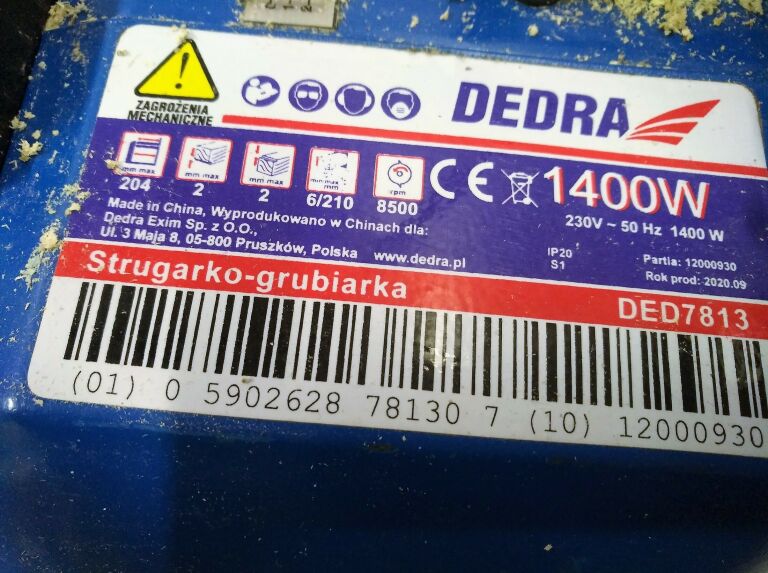 DEDRA
ZAGROŻENIA
MECHANICZNE
mm max mm max mm max min/max mm rpm
204 2 2 6/210 8500
CE 1400W
230V ~ 50 Hz 1400 W
Made in China, Wyprodukowano w Chinach dla:
Dedra Exim Sp. z O.O.,
Ul. 3 Maja 8, 05-800 Pruszków, Polska www.dedra.pl
IP20
S1
Partia: 12000930
Rok prod: 2020.09
Strugarko-grubiarka DED7813
(01) 0 5902628 78130 7 (10) 12000930